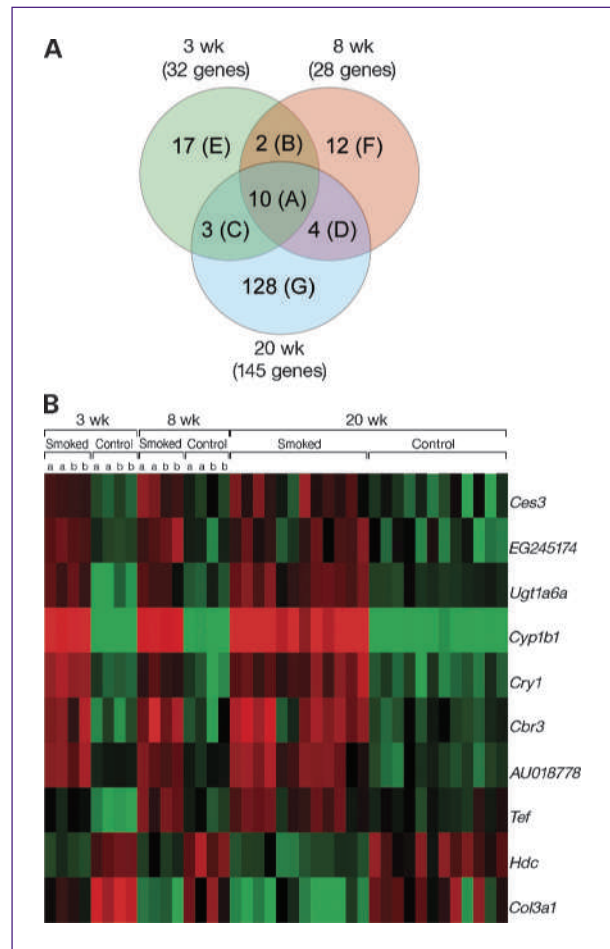 A
3 wk
(32 genes)
8 wk
(28 genes)
17 (E)
2 (B)
12 (F)
10 (A)
3 (C)
4 (D)
128 (G)
20 wk
(145 genes)
B
3 wk 8 wk 20 wk
Smoked Control Smoked Control Smoked Control
a a b b a a b b a a b b a a b b
Ces3
EG245174
Ugt1a6a
Cyp1b1
Cry1
Cbr3
AU018778
Tef
Hdc
Col3a1